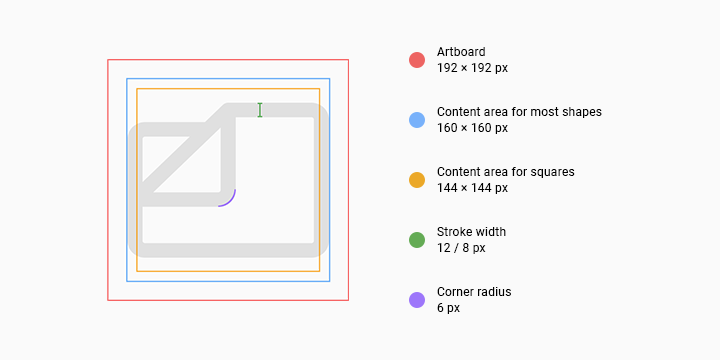 Artboard
192 × 192 px
Content area for most shapes
160 × 160 px
Content area for squares
144 × 144 px
Stroke width
12 / 8 px
Corner radius
6 px